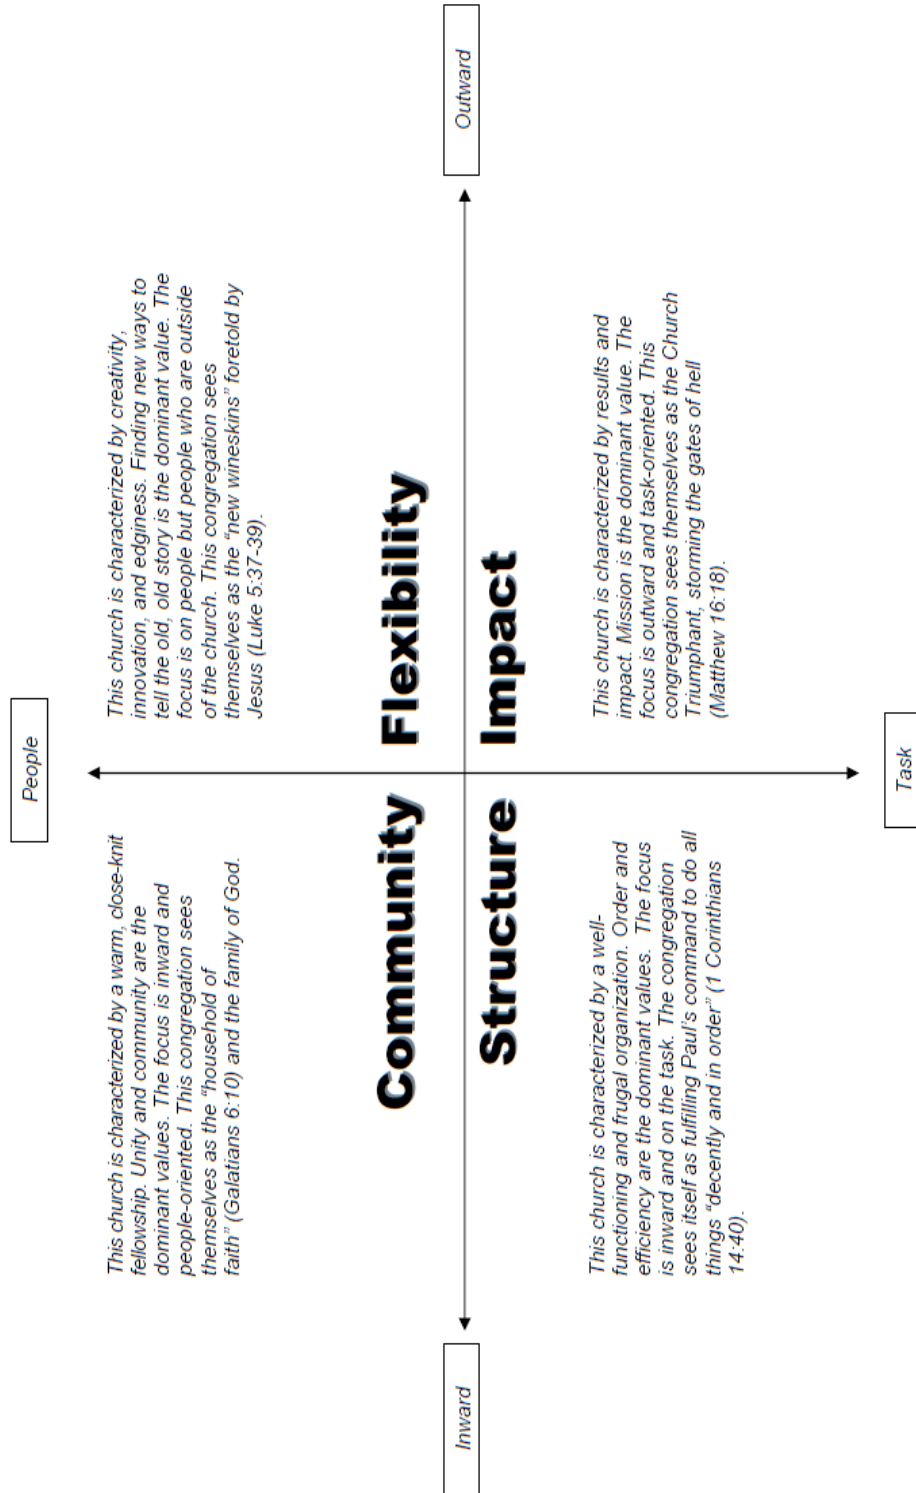 People
This church is characterized by a warm, close-knit
fellowship. Unity and community are the
dominant values. The focus is inward and
people-oriented. This congregation sees
themselves as the "household of
faith" (Galatians 6:10) and the family of God.
This church is characterized by creativity,
innovation, and edginess. Finding new ways to
tell the old, old story is the dominant value. The
focus is on people but people who are outside
of the church. This congregation sees
themselves as the "new wineskins" foretold by
Jesus (Luke 5:37-39).
Community
Flexibility
Inward
Outward
Structure
Impact
This church is characterized by a well-
functioning and frugal organization. Order and
efficiency are the dominant values.  The focus
is inward and on the task. The congregation
sees itself as fulfilling Paul's command to do all
things "decently and in order" (1 Corinthians
14:40).
This church is characterized by results and
impact. Mission is the dominant value. The
focus is outward and task-oriented. This
congregation sees themselves as the Church
Triumphant, storming the gates of hell
(Matthew 16:18).
Task